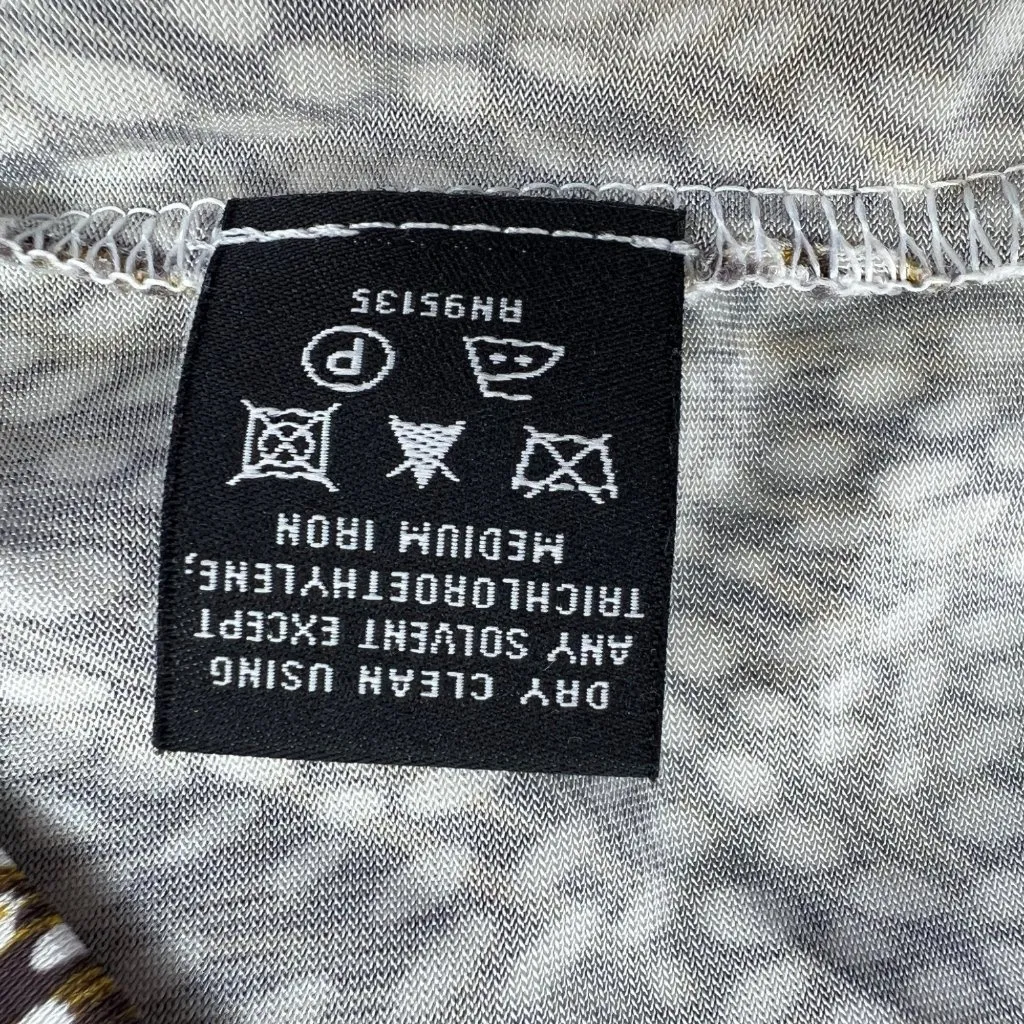 DRY CLEAN USING
ANY SOLVENT EXCEPT
TRICHLOROETHYLENE,
MEDIUM IRON
P
RN95135